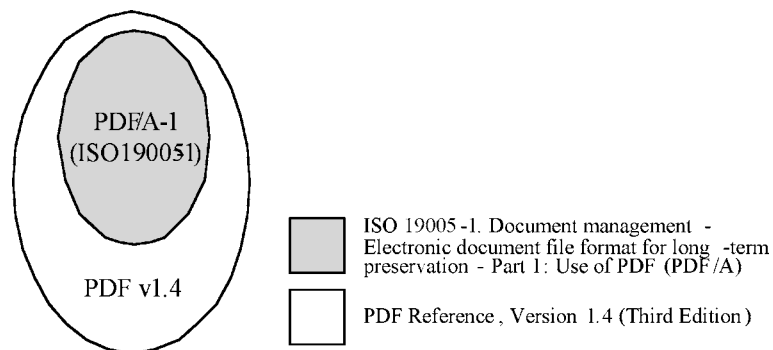 PDF/A-1
(ISO190051)
PDF v1.4
ISO 19005-1. Document management -
Electronic document file format for long -term
preservation - Part 1: Use of PDF (PDF/A)
PDF Reference, Version 1.4 (Third Edition)